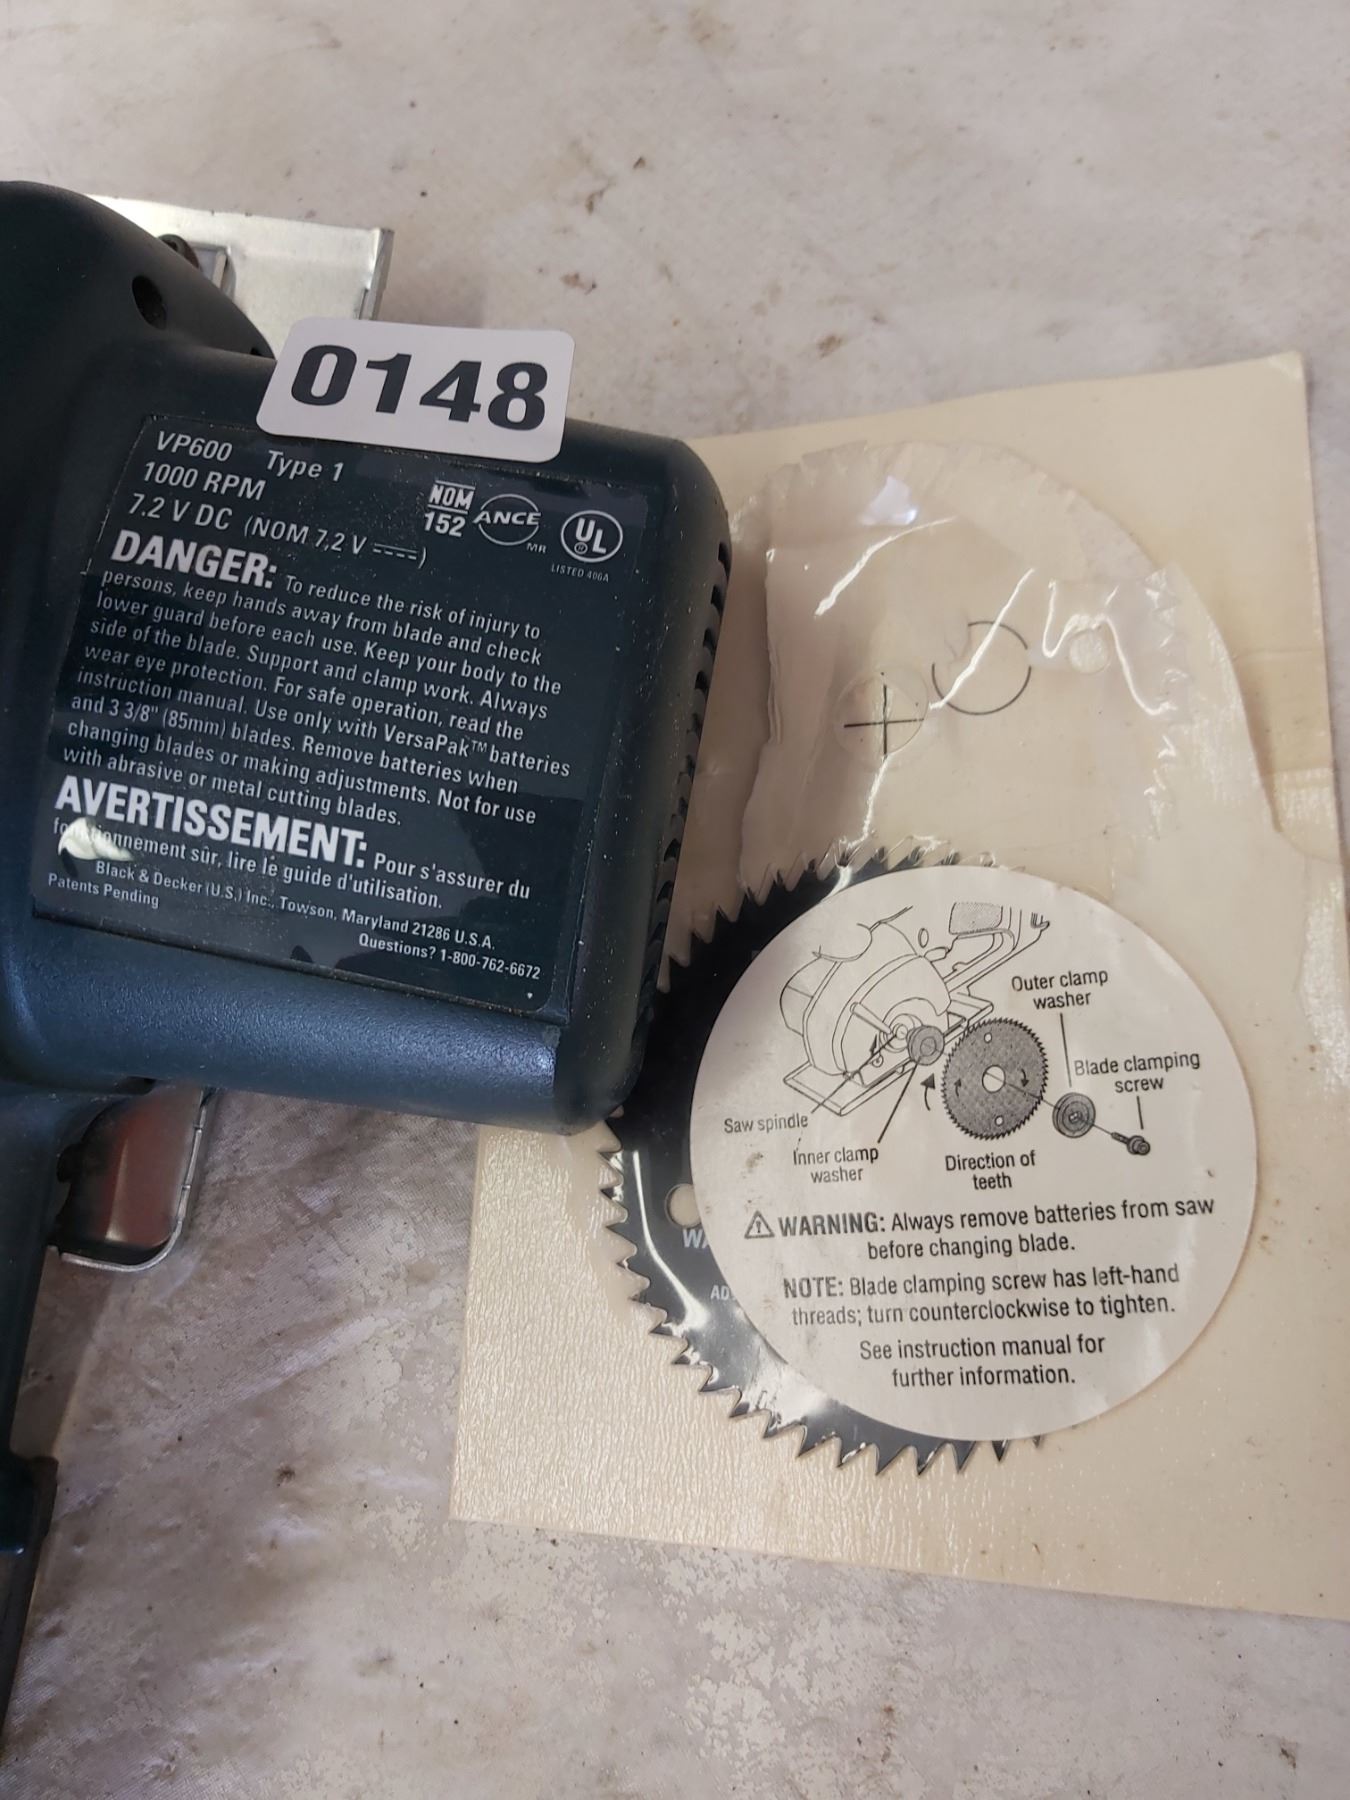 0148
VP600 Type 1
1000 RPM
7.2 V DC (NOM 7,2 V ⎓)
NOM
152
ANCE
MR
UL
LISTED 406A
DANGER: To reduce the risk of injury to
persons, keep hands away from blade and check
lower guard before each use. Keep your body to the
side of the blade. Support and clamp work. Always
wear eye protection. For safe operation, read the
instruction manual. Use only with VersaPak™ batteries
and 3 3/8" (85mm) blades. Remove batteries when
changing blades or making adjustments. Not for use
with abrasive or metal cutting blades.
AVERTISSEMENT: Pour s'assurer du
fonctionnement sûr, lire le guide d'utilisation.
Black & Decker (U.S.) Inc., Towson, Maryland 21286 U.S.A.
Patents Pending
Questions? 1-800-762-6672
Outer clamp
washer
Blade clamping
screw
Saw spindle
Inner clamp
washer
Direction of
teeth
⚠ WARNING: Always remove batteries from saw
before changing blade.
NOTE: Blade clamping screw has left-hand
threads; turn counterclockwise to tighten.
See instruction manual for
further information.